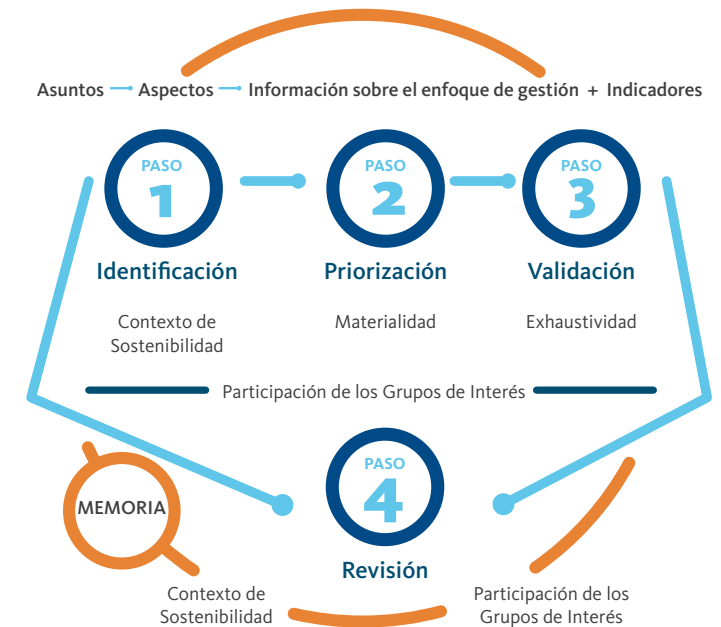 Asuntos Aspectos Información sobre el enfoque de gestión + Indicadores
PASO
1
PASO
2
PASO
3
Identificación
Priorización
Validación
Contexto de
Sostenibilidad
Materialidad
Exhaustividad
Participación de los Grupos de Interés
PASO
4
MEMORIA
Revisión
Contexto de
Sostenibilidad
Participación de los
Grupos de Interés